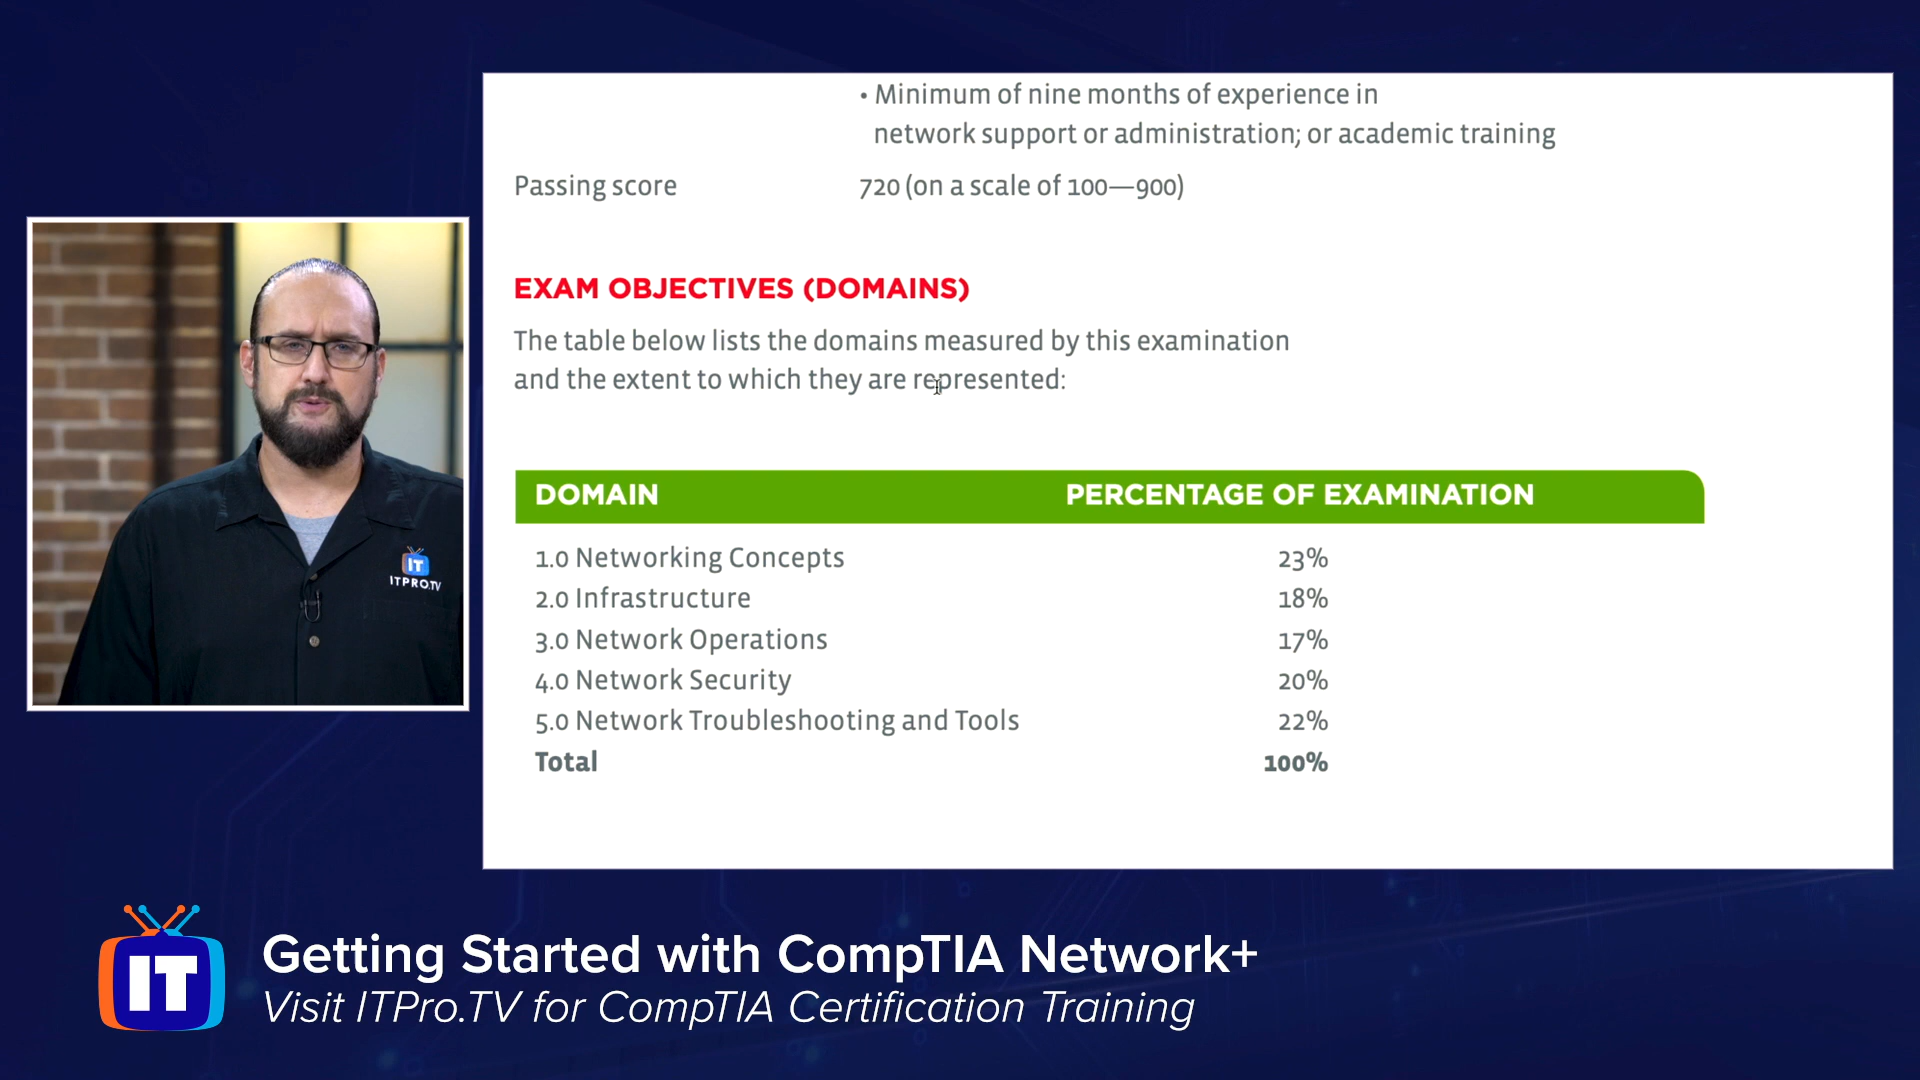 • Minimum of nine months of experience in
network support or administration; or academic training
Passing score 720 (on a scale of 100—900)
EXAM OBJECTIVES (DOMAINS)
The table below lists the domains measured by this examination
and the extent to which they are represented:
DOMAIN PERCENTAGE OF EXAMINATION
1.0 Networking Concepts 23%
2.0 Infrastructure 18%
3.0 Network Operations 17%
4.0 Network Security 20%
5.0 Network Troubleshooting and Tools 22%
Total 100%
IT
ITPRO.TV
IT
Getting Started with CompTIA Network+
Visit ITPro.TV for CompTIA Certification Training